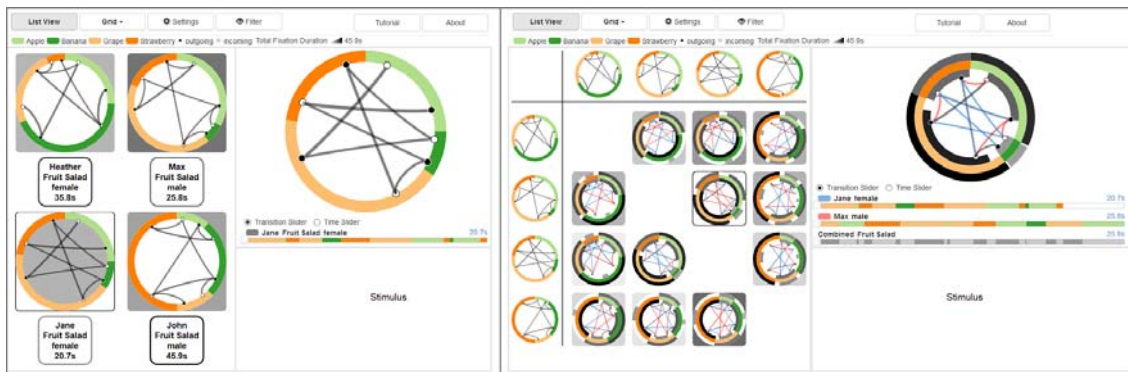 List View Grid Settings Filter Tutorial About
Apple Banana Grape Strawberry outgoing incoming Total Fixation Duration 45.9s
Heather
Fruit Salad
female
35.8s
Max
Fruit Salad
male
25.8s
Jane
Fruit Salad
female
20.7s
John
Fruit Salad
male
45.9s
Transition Slider Time Slider
Jane Fruit Salad female 20.7s
Stimulus
List View Grid Settings Filter Tutorial About
Apple Banana Grape Strawberry outgoing incoming Total Fixation Duration 45.9s
Transition Slider Time Slider
Jane female 20.7s
Max male 25.8s
Combined Fruit Salad 25.8s
Stimulus